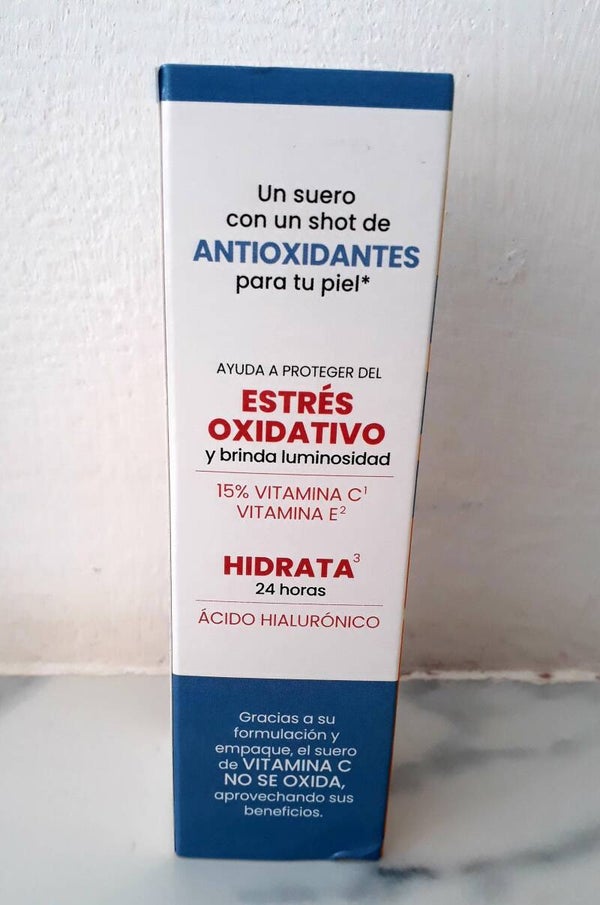 Un suero
con un shot de
ANTIOXIDANTES
para tu piel*
AYUDA A PROTEGER DEL
ESTRÉS
OXIDATIVO
y brinda luminosidad
15% VITAMINA C¹
VITAMINA E²
HIDRATA³
24 horas
ÁCIDO HIALURÓNICO
Gracias a su
formulación y
empaque, el suero
de VITAMINA C
NO SE OXIDA,
aprovechando sus
beneficios.